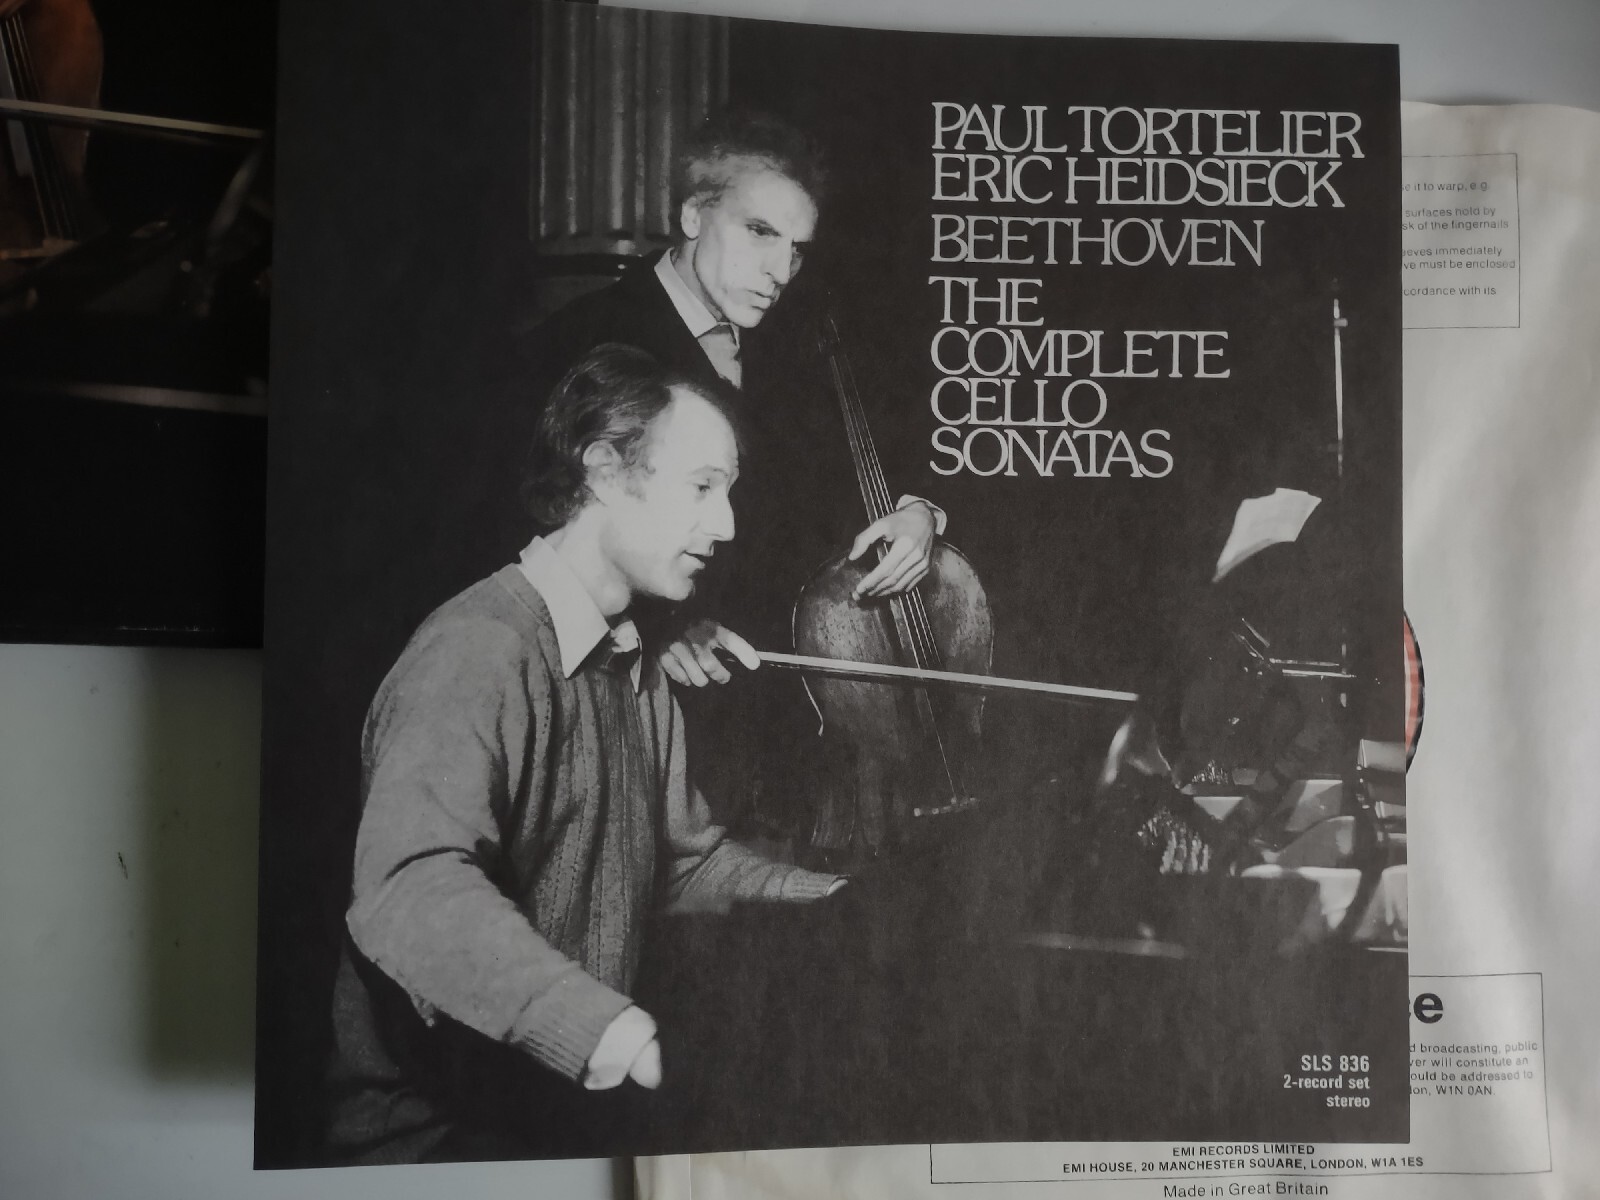 PAUL TORTELIER
ERIC HEIDSIECK
BEETHOVEN
THE
COMPLETE
CELLO
SONATAS
SLS 836
2-record set
stereo
e it to warp, e.g.
surfaces hold by
sk of the fingernails
eeves immediately
ve must be enclosed
cordance with its
ce
d broadcasting, public
ver will constitute an
ould be addressed to
don, W1N 0AN.
EMI RECORDS LIMITED
EMI HOUSE, 20 MANCHESTER SQUARE, LONDON, W1A 1ES
Made in Great Britain